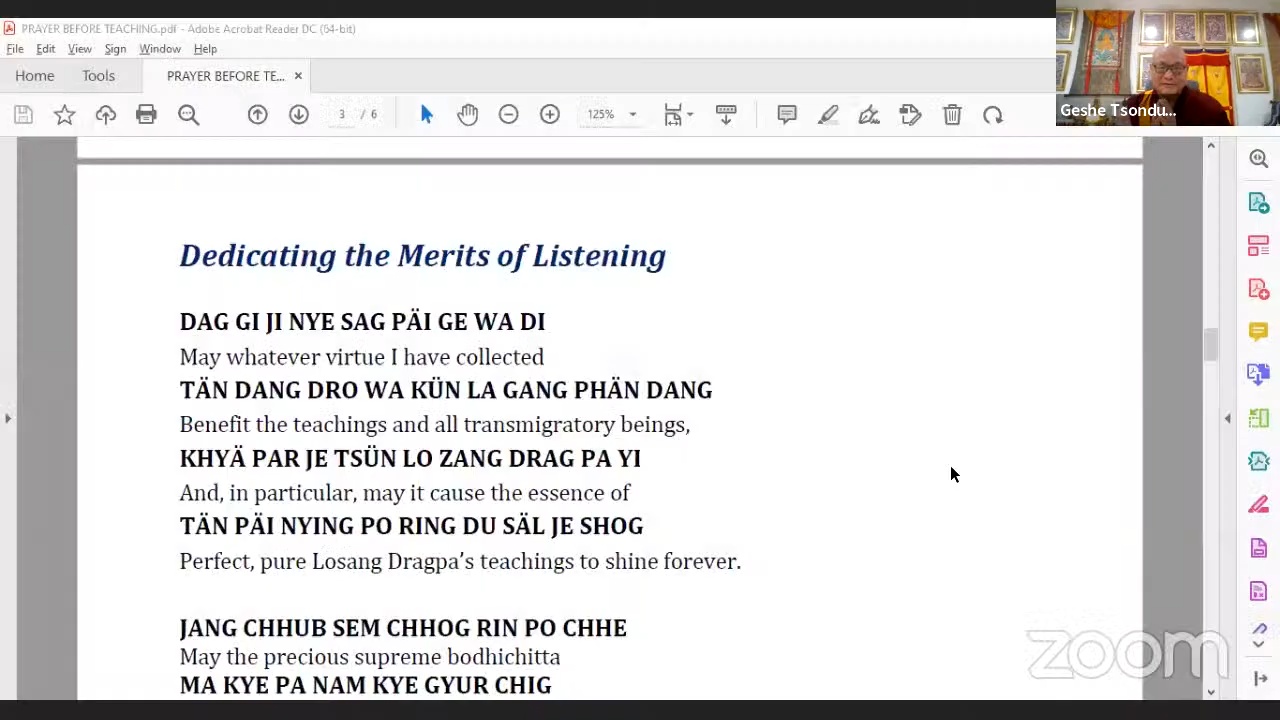 PRAYER BEFORE TEACHING.pdf - Adobe Acrobat Reader DC (64-bit)
File Edit View Sign Window Help
Home Tools PRAYER BEFORE TE... ×
3 / 6 125%
Geshe Tsondu...
Dedicating the Merits of Listening
DAG GI JI NYE SAG PÄI GE WA DI
May whatever virtue I have collected
TÄN DANG DRO WA KÜN LA GANG PHÄN DANG
Benefit the teachings and all transmigratory beings,
KHYÄ PAR JE TSÜN LO ZANG DRAG PA YI
And, in particular, may it cause the essence of
TÄN PÄI NYING PO RING DU SÄL JE SHOG
Perfect, pure Losang Dragpa’s teachings to shine forever.
JANG CHHUB SEM CHHOG RIN PO CHHE
May the precious supreme bodhichitta
MA KYE PA NAM KYE GYUR CHIG
zoom